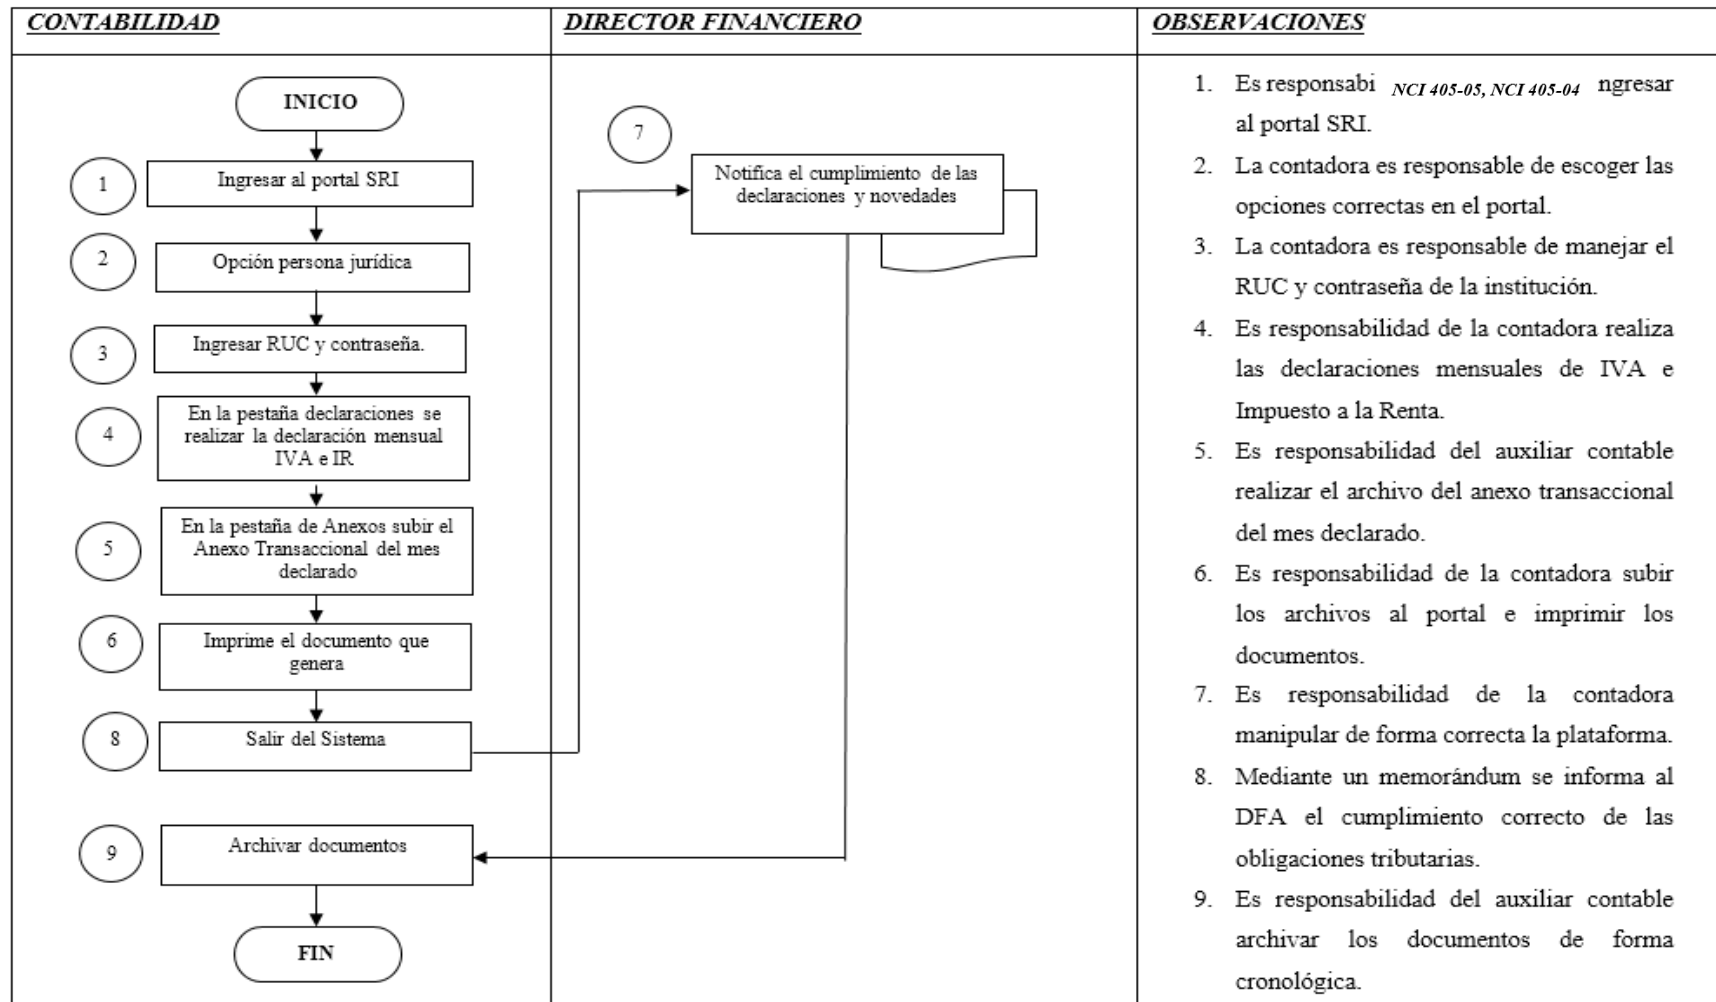 CONTABILIDAD
DIRECTOR FINANCIERO
OBSERVACIONES
INICIO
1
Ingresar al portal SRI
2
Opción persona jurídica
3
Ingresar RUC y contraseña.
4
En la pestaña declaraciones se
realizar la declaración mensual
IVA e IR
5
En la pestaña de Anexos subir el
Anexo Transaccional del mes
declarado
6
Imprime el documento que
genera
8
Salir del Sistema
9
Archivar documentos
FIN
7
Notifica el cumplimiento de las
declaraciones y novedades
1. Es responsabi NCI 405-05, NCI 405-04 ngresar
al portal SRI.
2. La contadora es responsable de escoger las
opciones correctas en el portal.
3. La contadora es responsable de manejar el
RUC y contraseña de la institución.
4. Es responsabilidad de la contadora realiza
las declaraciones mensuales de IVA e
Impuesto a la Renta.
5. Es responsabilidad del auxiliar contable
realizar el archivo del anexo transaccional
del mes declarado.
6. Es responsabilidad de la contadora subir
los archivos al portal e imprimir los
documentos.
7. Es responsabilidad de la contadora
manipular de forma correcta la plataforma.
8. Mediante un memorándum se informa al
DFA el cumplimiento correcto de las
obligaciones tributarias.
9. Es responsabilidad del auxiliar contable
archivar los documentos de forma
cronológica.